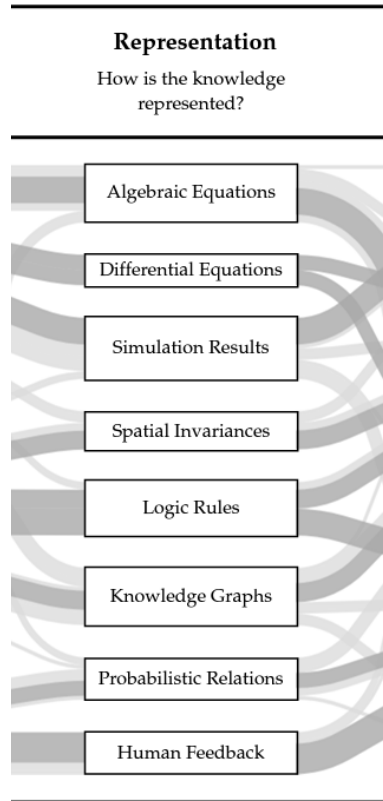 Representation
How is the knowledge
represented?
Algebraic Equations
Differential Equations
Simulation Results
Spatial Invariances
Logic Rules
Knowledge Graphs
Probabilistic Relations
Human Feedback